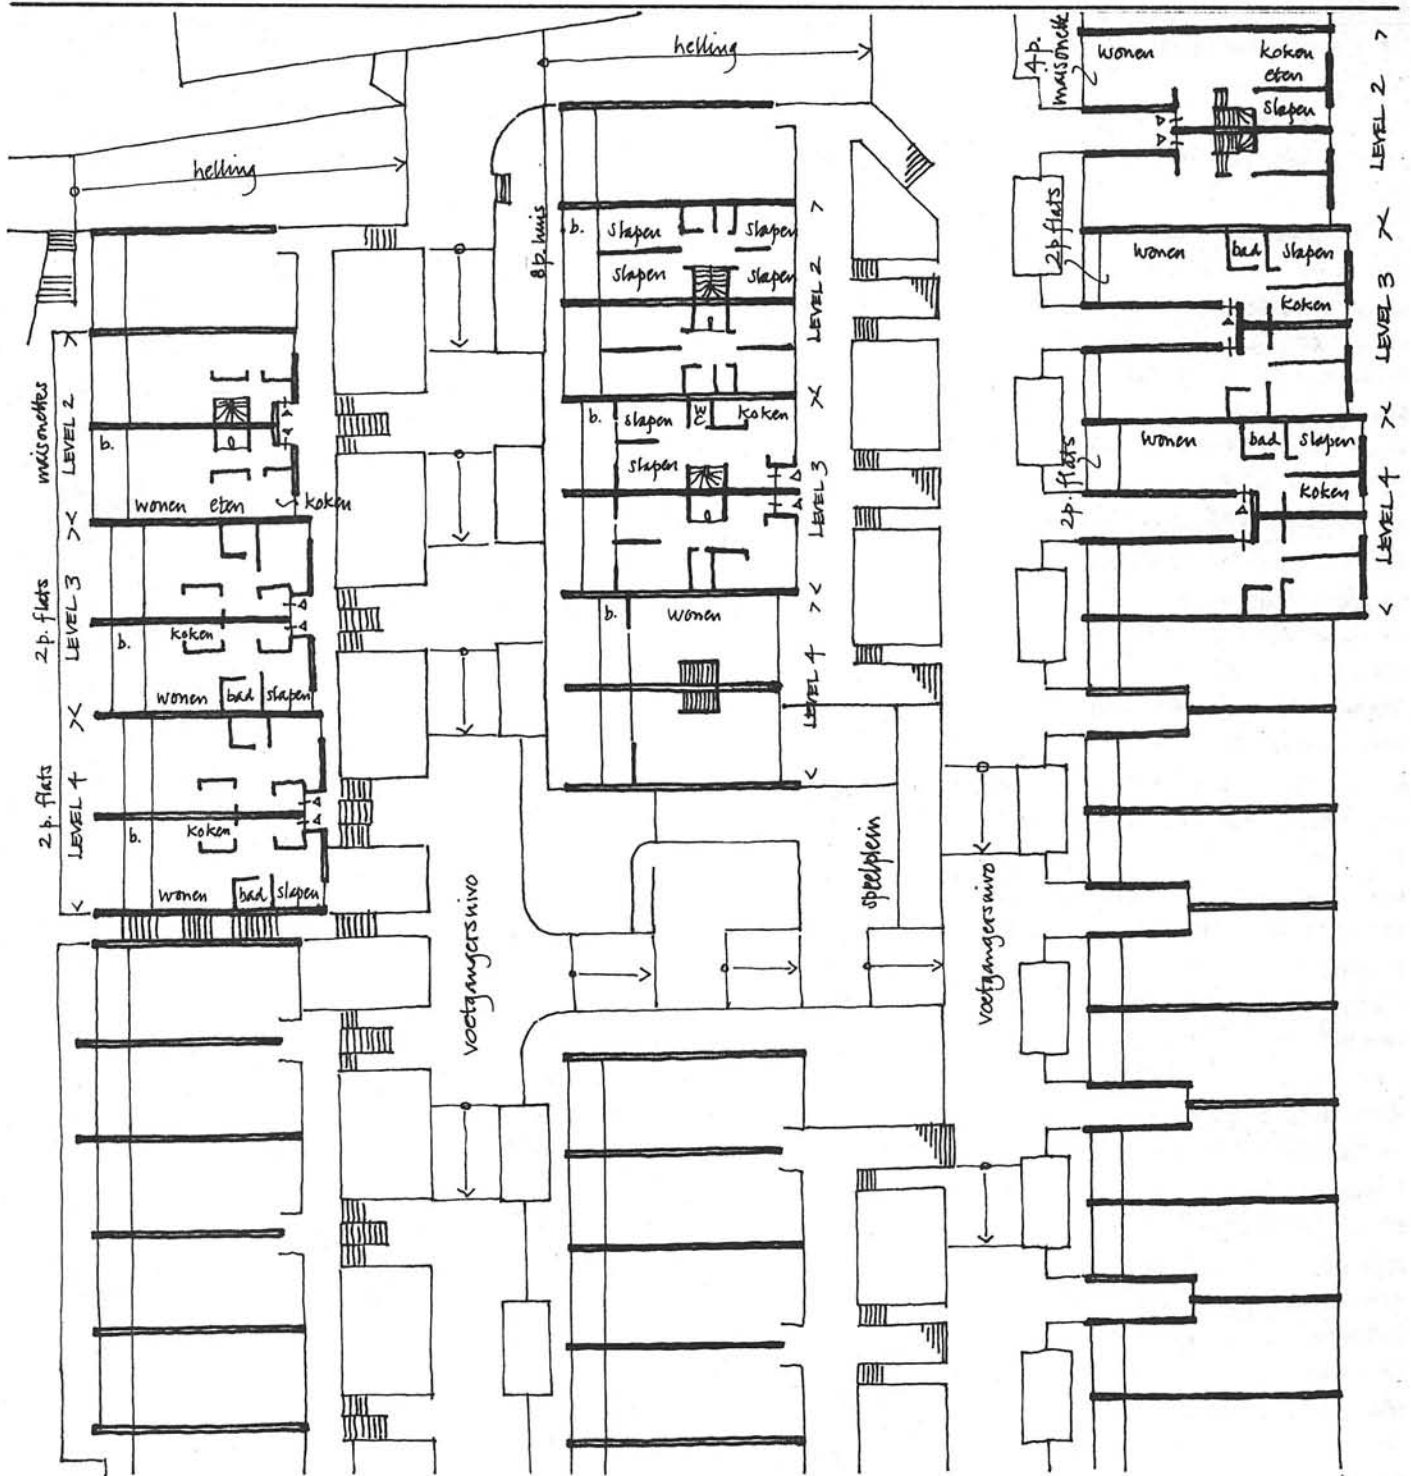 helling
helling
4p.
maisonette
wonen
koken
eten
slapen
LEVEL 2
8p. huis
b.
slapen
slapen
slapen
slapen
LEVEL 2
2p. flats
wonen
bad
slapen
koken
LEVEL 3
maisonettes
LEVEL 2
b.
wonen
eten
koken
b.
slapen
WC
koken
slapen
LEVEL 3
2p. flats
wonen
bad
slapen
koken
LEVEL 4
2p. flats
LEVEL 3
koken
b.
wonen
bad
slapen
b.
wonen
LEVEL 4
2p. flats
LEVEL 4
koken
b.
wonen
bad
slapen
speelplein
voetgangersnivo
voetgangersnivo